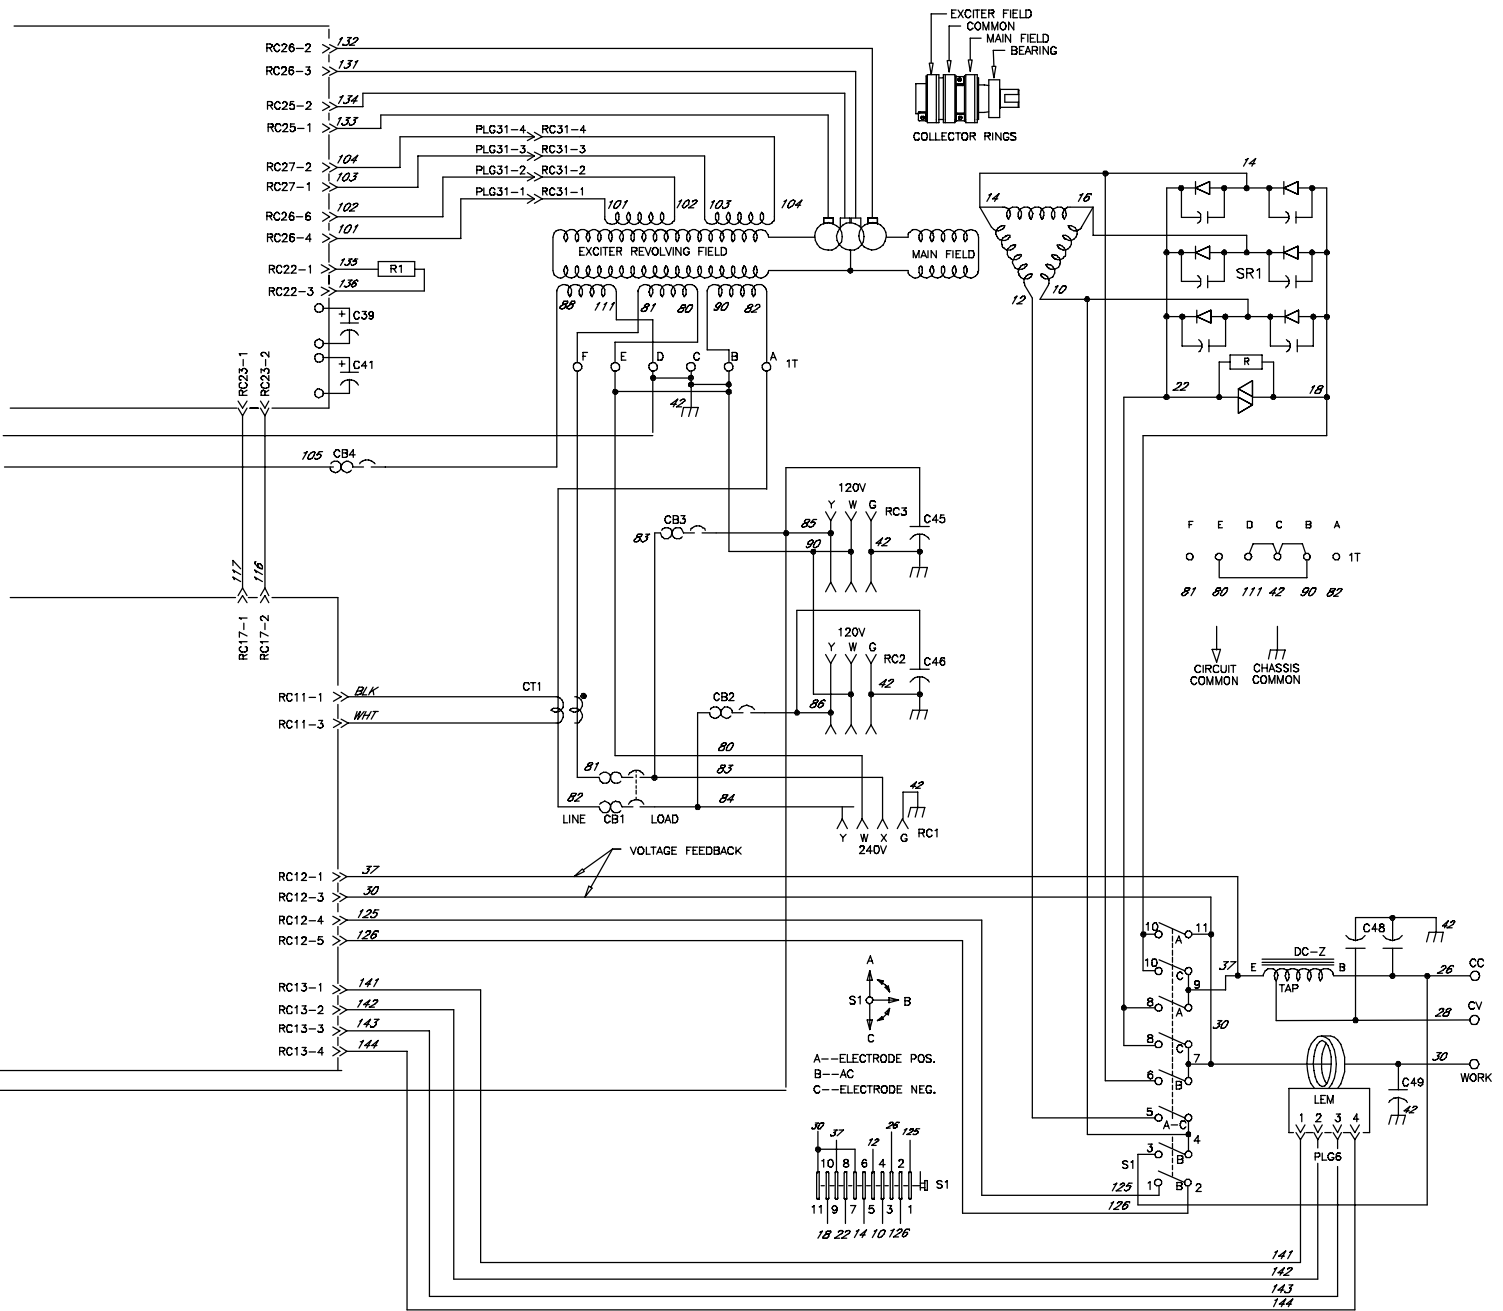 EXCITER FIELD
COMMON
MAIN FIELD
BEARING
COLLECTOR RINGS
RC26-2 132
RC26-3 131
RC25-2 134
RC25-1 133
RC27-2 104
RC27-1 103
RC26-6 102
RC26-4 101
RC22-1 135
R1
RC22-3 136
+ C39
+ C41
PLG31-4 RC31-4
PLG31-3 RC31-3
PLG31-2 RC31-2
PLG31-1 RC31-1
101 102 103 104
EXCITER REVOLVING FIELD
MAIN FIELD
88 111 81 80 90 82
F E D C B A 1T
42
14
14 16
12 10
SR1
R
22 18
RC23-1
RC23-2
105 CB4
117
116
RC17-1
RC17-2
120V
Y W G RC3
C45
CB3
83
85
90
42
120V
Y W G RC2
C46
CB2
86
42
F E D C B A
1T
81 80 111 42 90 82
CIRCUIT COMMON
CHASSIS COMMON
RC11-1 BLK
RC11-3 WHT
CT1
80
81 83
82 84
LINE CB1 LOAD
42
Y W X G RC1
240V
VOLTAGE FEEDBACK
RC12-1 37
RC12-3 30
RC12-4 125
RC12-5 126
RC13-1 141
RC13-2 142
RC13-3 143
RC13-4 144
A
S1 B
C
A--ELECTRODE POS.
B--AC
C--ELECTRODE NEG.
30 37 12 26 125
10 8 6 4 2
S1
11 9 7 5 3 1
18 22 14 10 126
10 A 11
10 C
9
8 A
8 C
7
6 B
5
A-C
4
3 B
S1
1 B 2
125
126
37
30
E DC-Z B
TAP
C48
42
26 CC
28 CV
30
WORK
C49
42
LEM
1 2 3 4
PLG6
141
142
143
144